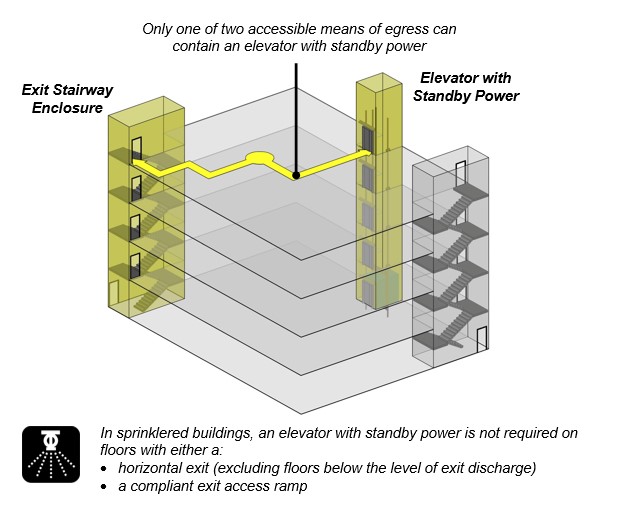 Only one of two accessible means of egress can
contain an elevator with standby power
Exit Stairway
Enclosure
Elevator with
Standby Power
In sprinklered buildings, an elevator with standby power is not required on
floors with either a:
• horizontal exit (excluding floors below the level of exit discharge)
• a compliant exit access ramp